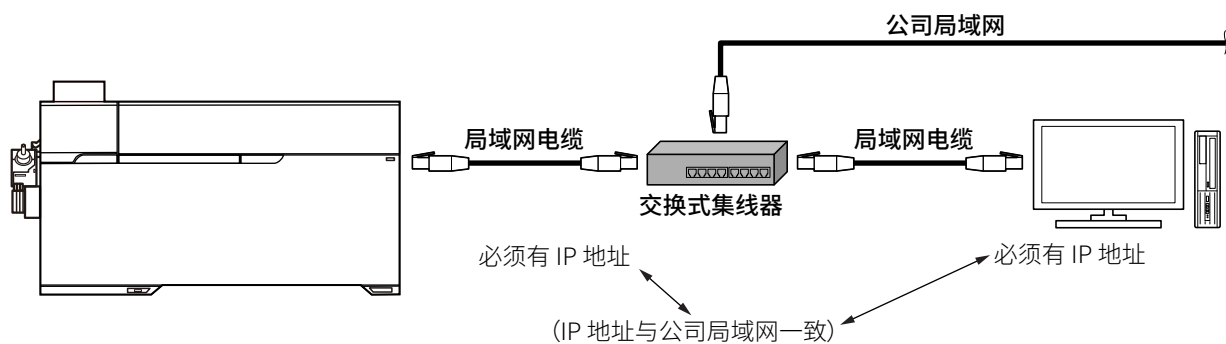 公司局域网
局域网电缆
局域网电缆
交换式集线器
必须有 IP 地址
必须有 IP 地址
(IP 地址与公司局域网一致)